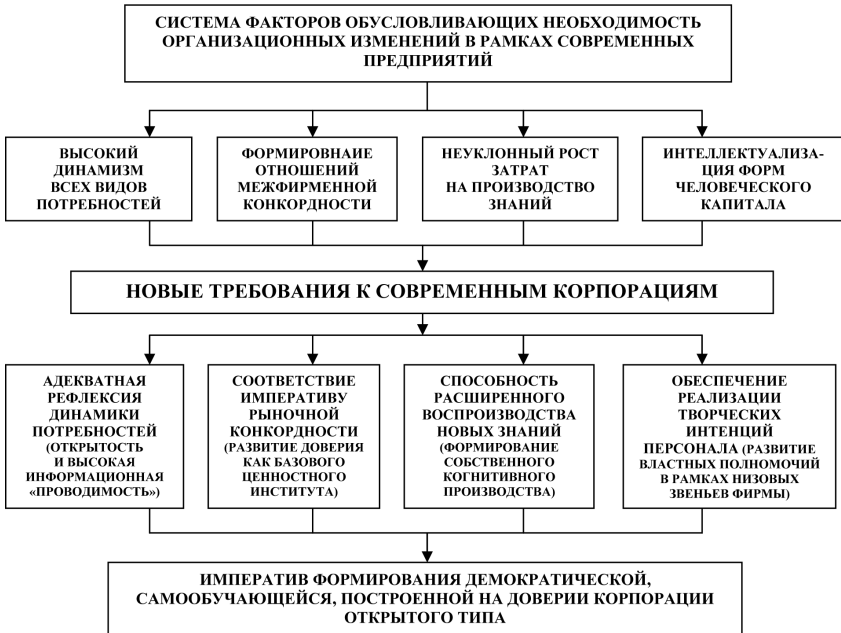 СИСТЕМА ФАКТОРОВ ОБУСЛОВЛИВАЮЩИХ НЕОБХОДИМОСТЬ
ОРГАНИЗАЦИОННЫХ ИЗМЕНЕНИЙ В РАМКАХ СОВРЕМЕННЫХ
ПРЕДПРИЯТИЙ
ВЫСОКИЙ
ДИНАМИЗМ
ВСЕХ ВИДОВ
ПОТРЕБНОСТЕЙ
ФОРМИРОВНАИЕ
ОТНОШЕНИЙ
МЕЖФИРМЕННОЙ
КОНКОРДНОСТИ
НЕУКЛОННЫЙ РОСТ
ЗАТРАТ
НА ПРОИЗВОДСТВО
ЗНАНИЙ
ИНТЕЛЛЕКТУАЛИЗА-
ЦИЯ ФОРМ
ЧЕЛОВЕЧЕСКОГО
КАПИТАЛА
НОВЫЕ ТРЕБОВАНИЯ К СОВРЕМЕННЫМ КОРПОРАЦИЯМ
АДЕКВАТНАЯ
РЕФЛЕКСИЯ
ДИНАМИКИ
ПОТРЕБНОСТЕЙ
(ОТКРЫТОСТЬ
И ВЫСОКАЯ
ИНФОРМАЦИОННАЯ
«ПРОВОДИМОСТЬ»)
СООТВЕТСТВИЕ
ИМПЕРАТИВУ
РЫНОЧНОЙ
КОНКОРДНОСТИ
(РАЗВИТИЕ ДОВЕРИЯ
КАК БАЗОВОГО
ЦЕННОСТНОГО
ИНСТИТУТА)
СПОСОБНОСТЬ
РАСШИРЕННОГО
ВОСПРОИЗВОДСТВА
НОВЫХ ЗНАНИЙ
(ФОРМИРОВАНИЕ
СОБСТВЕННОГО
КОГНИТИВНОГО
ПРОИЗВОДСТВА)
ОБЕСПЕЧЕНИЕ
РЕАЛИЗАЦИИ
ТВОРЧЕСКИХ
ИНТЕНЦИЙ
ПЕРСОНАЛА (РАЗВИТИЕ
ВЛАСТНЫХ ПОЛНОМОЧИЙ
В РАМКАХ НИЗОВЫХ
ЗВЕНЬЕВ ФИРМЫ)
ИМПЕРАТИВ ФОРМИРОВАНИЯ ДЕМОКРАТИЧЕСКОЙ,
САМООБУЧАЮЩЕЙСЯ, ПОСТРОЕННОЙ НА ДОВЕРИИ КОРПОРАЦИИ
ОТКРЫТОГО ТИПА